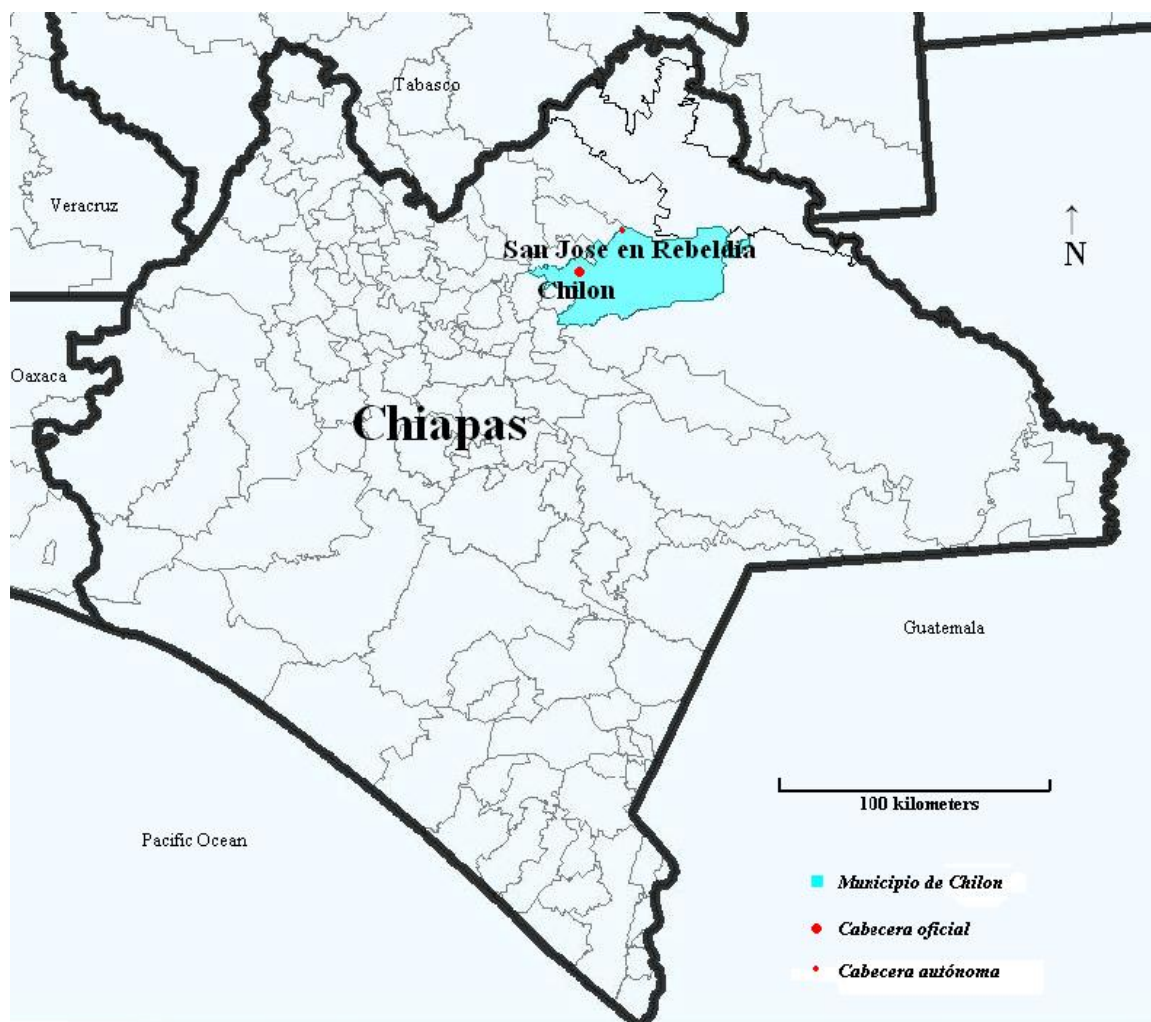 Tabasco
Veracruz
San Jose en Rebeldía
N
Chilon
Oaxaca
Chiapas
Guatemala
100 kilometers
Pacific Ocean
Municipio de Chilon
Cabecera oficial
Cabecera autónoma